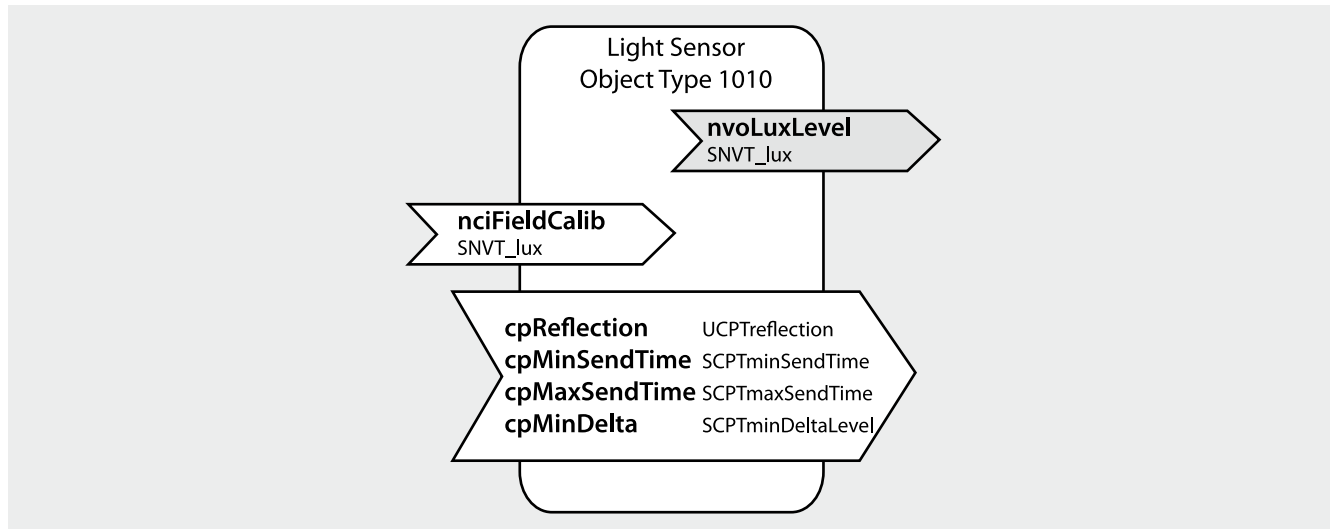 Light Sensor
Object Type 1010
nvoLuxLevel
SNVT_lux
nciFieldCalib
SNVT_lux
cpReflection UCPTreflection
cpMinSendTime SCPTminSendTime
cpMaxSendTime SCPTmaxSendTime
cpMinDelta SCPTminDeltaLevel